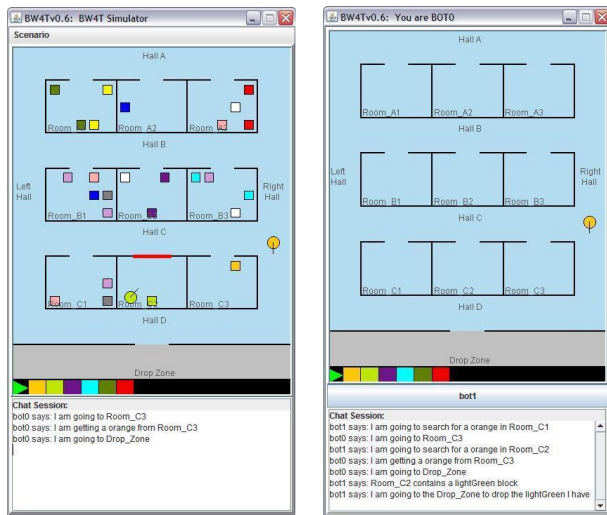 BW4Tv0.6: BW4T Simulator
Scenario
Hall A
Room_A2
Hall B
Left Hall
Right Hall
Room_B1
Room_B3
Hall C
Room_C1
Room_C3
Hall D
Drop Zone
Chat Session:
bot0 says: I am going to Room_C3
bot0 says: I am getting a orange from Room_C3
bot0 says: I am going to Drop_Zone
BW4Tv0.6: You are BOT0
Hall A
Room_A1
Room_A2
Room_A3
Hall B
Left Hall
Right Hall
Room_B1
Room_B2
Room_B3
Hall C
Room_C1
Room_C2
Room_C3
Hall D
Drop Zone
bot1
Chat Session:
bot1 says: I am going to search for a orange in Room_C1
bot0 says: I am going to Room_C3
bot1 says: I am going to search for a orange in Room_C2
bot0 says: I am getting a orange from Room_C3
bot0 says: I am going to Drop_Zone
bot1 says: Room_C2 contains a lightGreen block
bot1 says: I am going to the Drop_Zone to drop the lightGreen I have